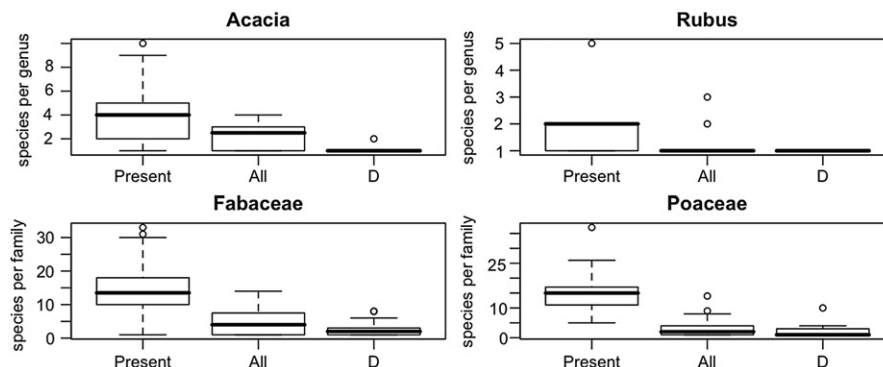 Acacia
species per genus
8
6
4
2
Present All D
Rubus
species per genus
5
4
3
2
1
Present All D
Fabaceae
species per family
30
20
10
0
Present All D
Poaceae
species per family
25
10
0
Present All D